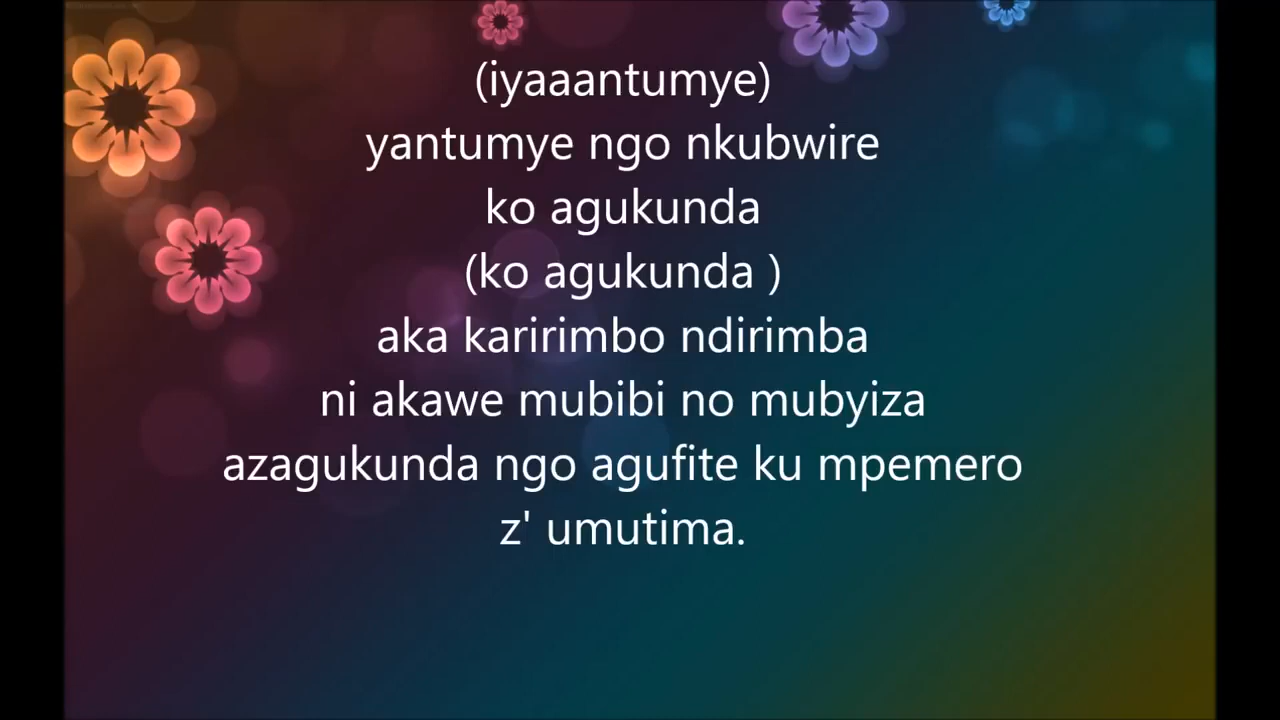 (iyaaantumye)
yantumye ngo nkubwire
ko agukunda
(ko agukunda )
aka karirimbo ndirimba
ni akawe mubibi no mubyiza
azagukunda ngo agufite ku mpemero
z' umutima.